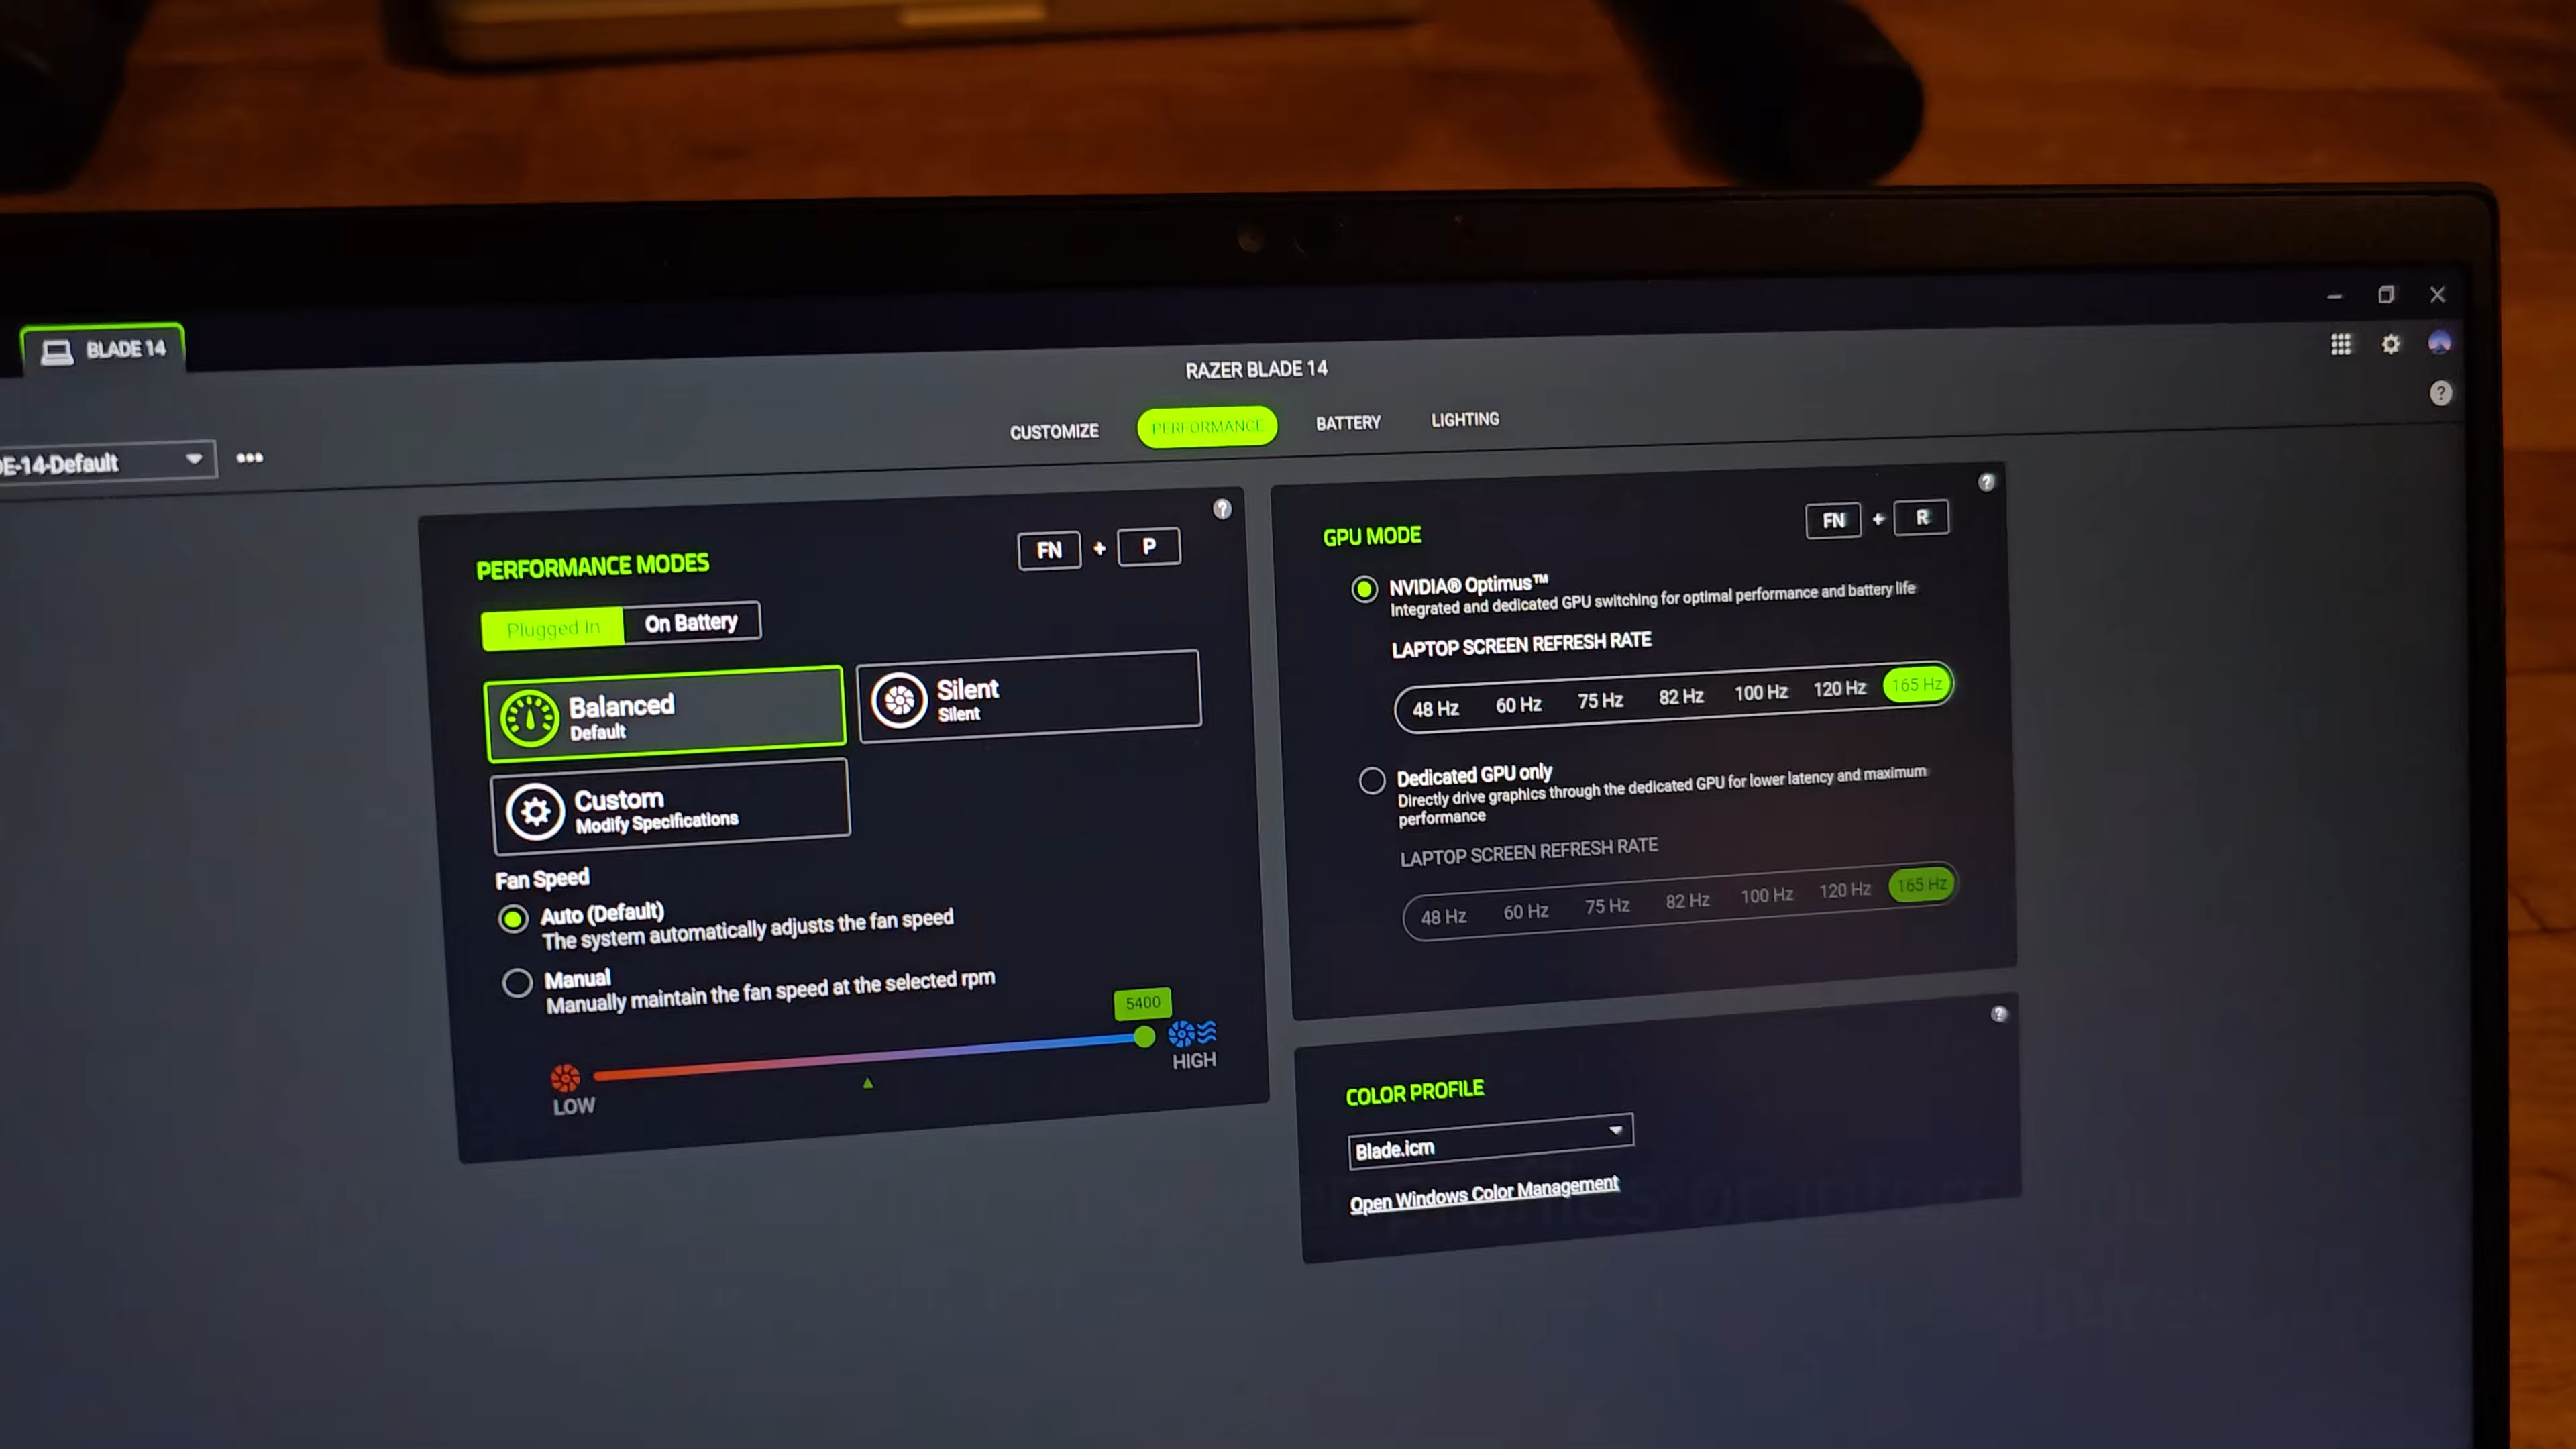 BLADE 14
RAZER BLADE 14
CUSTOMIZE
PERFORMANCE
BATTERY
LIGHTING
E-14-Default
PERFORMANCE MODES
FN + P
Plugged In
On Battery
Balanced
Default
Silent
Silent
Custom
Modify Specifications
Fan Speed
Auto (Default)
The system automatically adjusts the fan speed
Manual
Manually maintain the fan speed at the selected rpm
5400
LOW
HIGH
GPU MODE
FN + R
NVIDIA® Optimus™
Integrated and dedicated GPU switching for optimal performance and battery life
LAPTOP SCREEN REFRESH RATE
48 Hz 60 Hz 75 Hz 82 Hz 100 Hz 120 Hz 165 Hz
Dedicated GPU only
Directly drive graphics through the dedicated GPU for lower latency and maximum
performance
LAPTOP SCREEN REFRESH RATE
48 Hz 60 Hz 75 Hz 82 Hz 100 Hz 120 Hz 165 Hz
COLOR PROFILE
Blade.icm
Open Windows Color Management